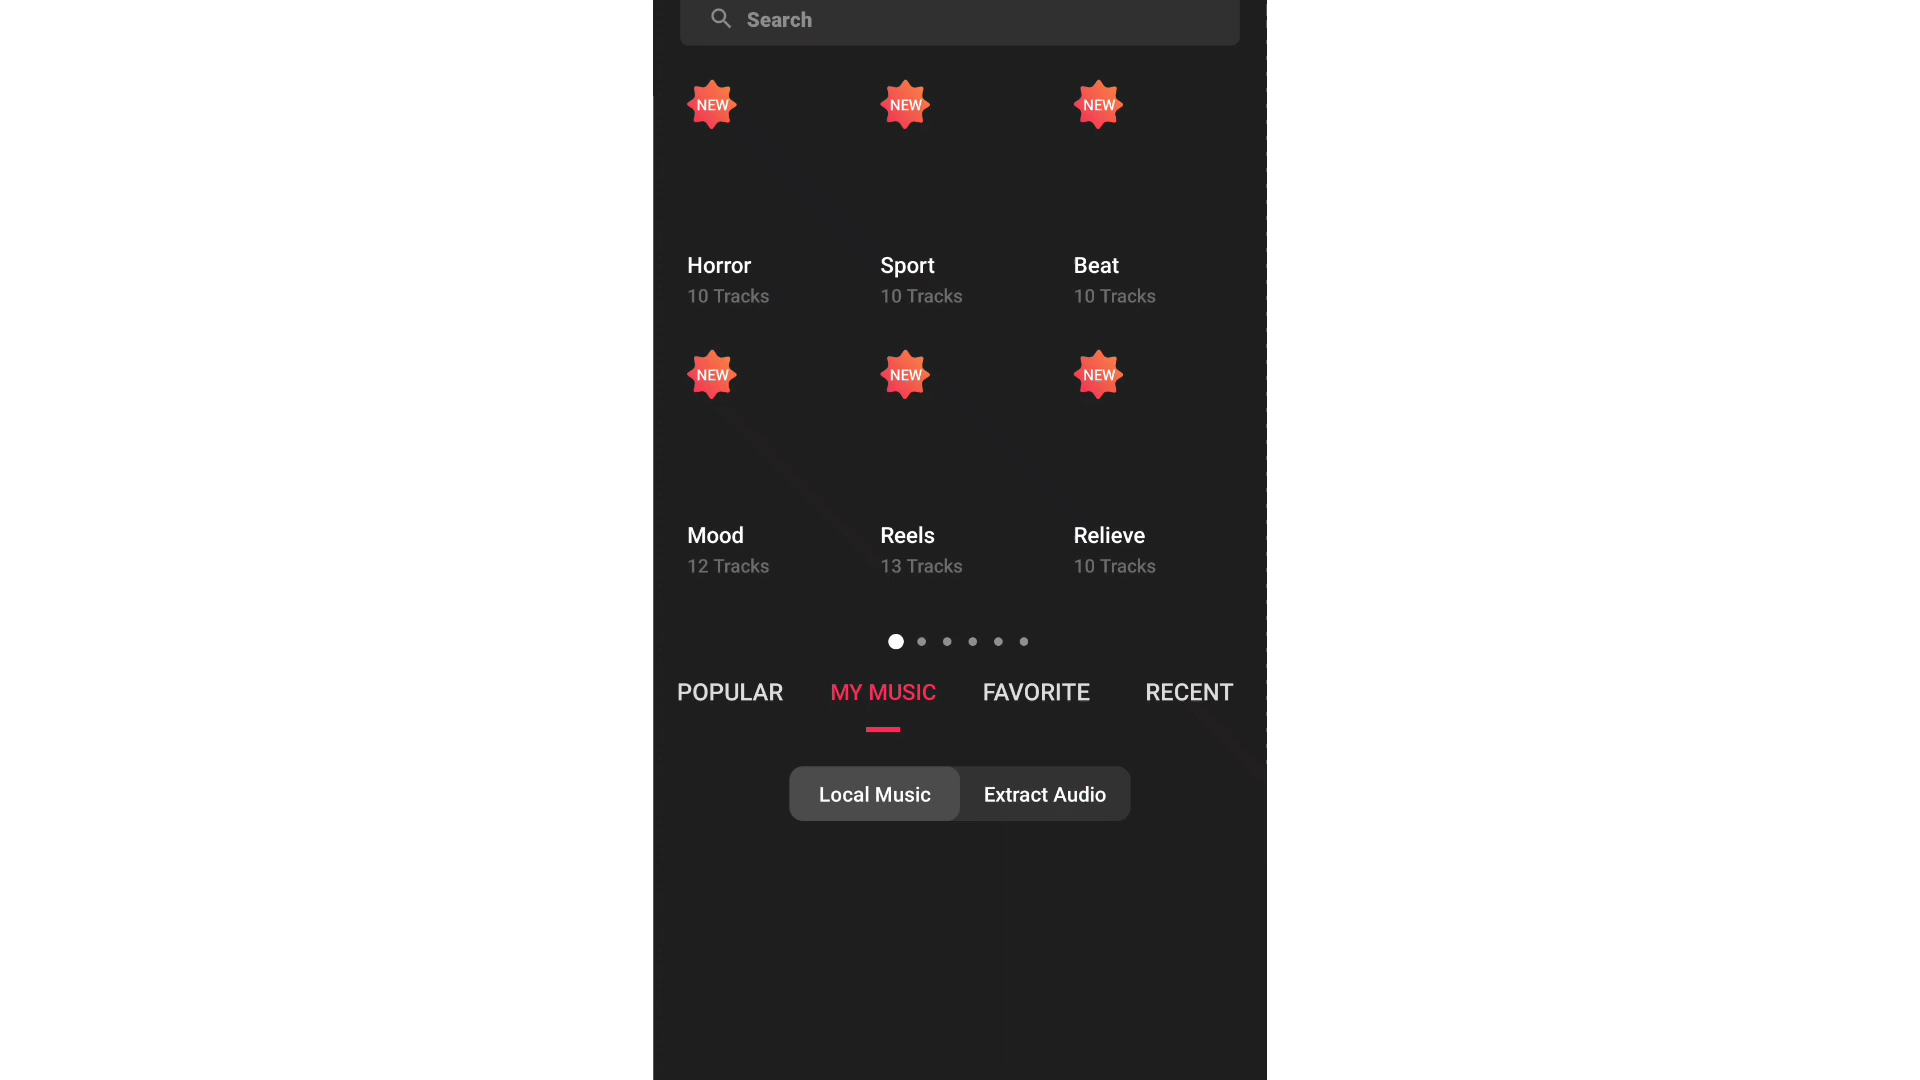 Search
NEW NEW NEW
Horror Sport Beat
10 Tracks 10 Tracks 10 Tracks
NEW NEW NEW
Mood Reels Relieve
12 Tracks 13 Tracks 10 Tracks
POPULAR MY MUSIC FAVORITE RECENT
Local Music Extract Audio